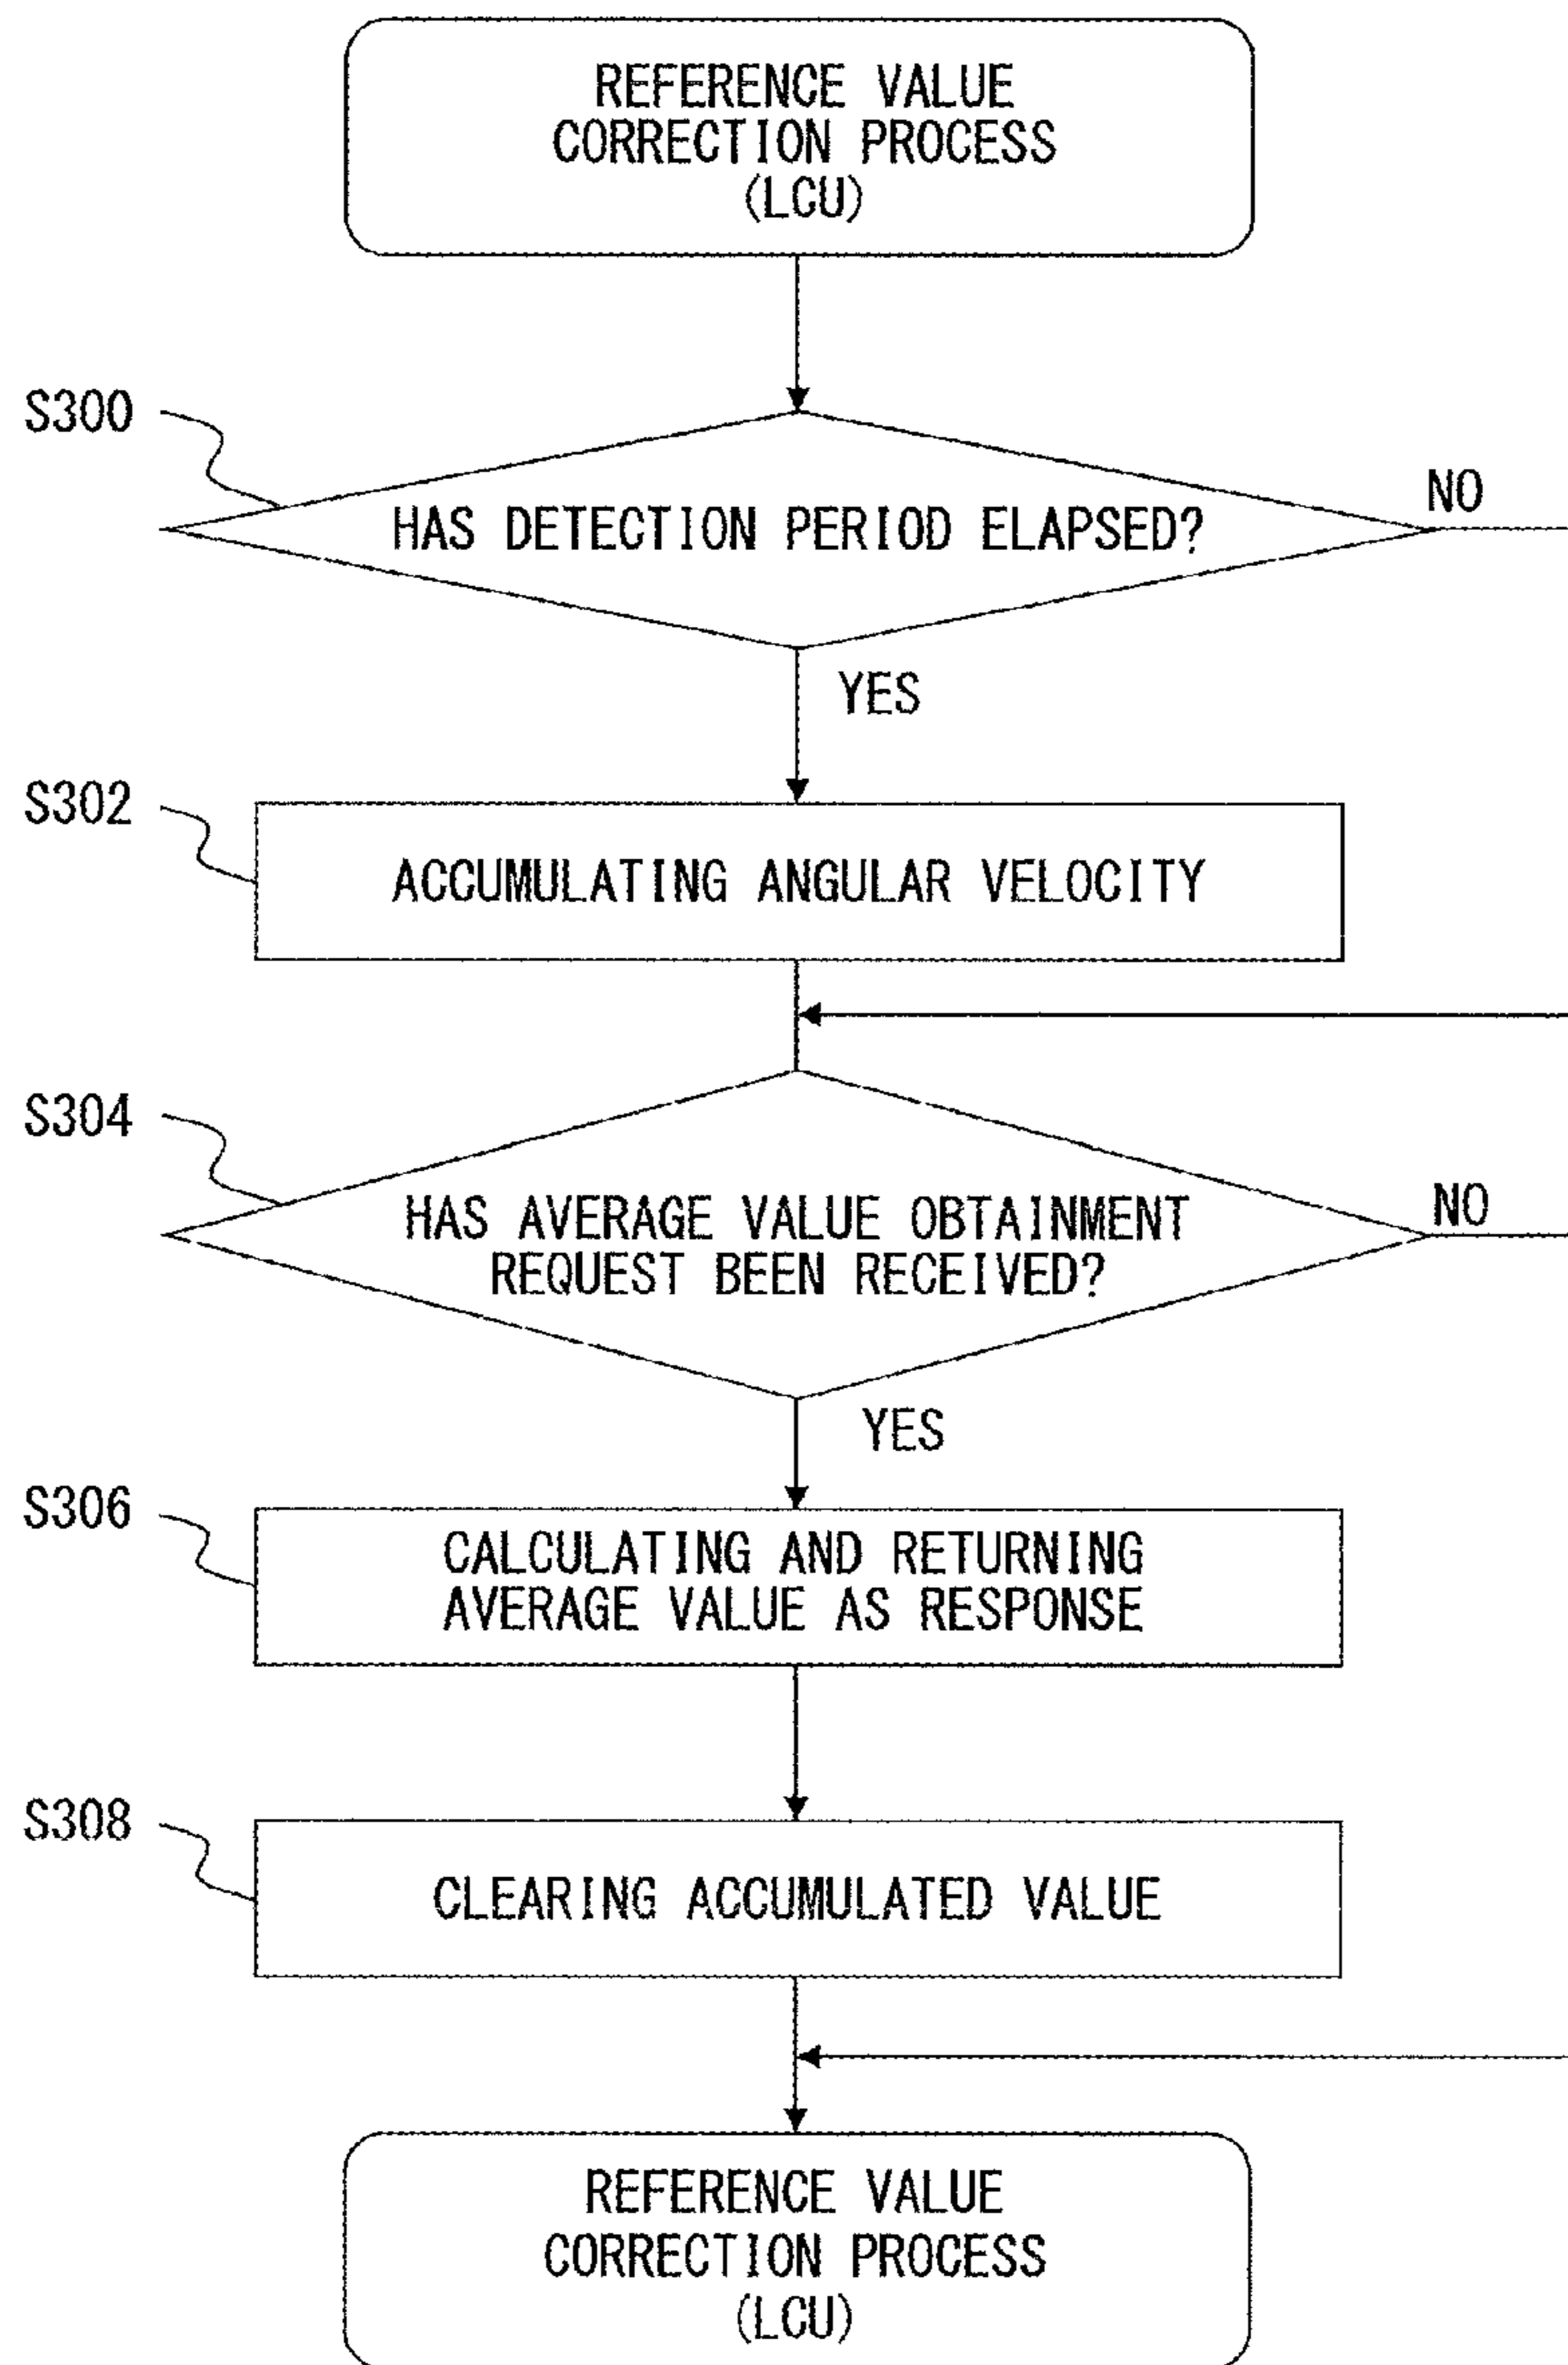 REFERENCE VALUE
CORRECTION PROCESS
(LCU)
S300
NO
HAS DETECTION PERIOD ELAPSED?
YES
S302
ACCUMULATING ANGULAR VELOCITY
S304
NO
HAS AVERAGE VALUE OBTAINMENT
REQUEST BEEN RECEIVED?
YES
S306
CALCULATING AND RETURNING
AVERAGE VALUE AS RESPONSE
S308
CLEARING ACCUMULATED VALUE
REFERENCE VALUE
CORRECTION PROCESS
(LCU)